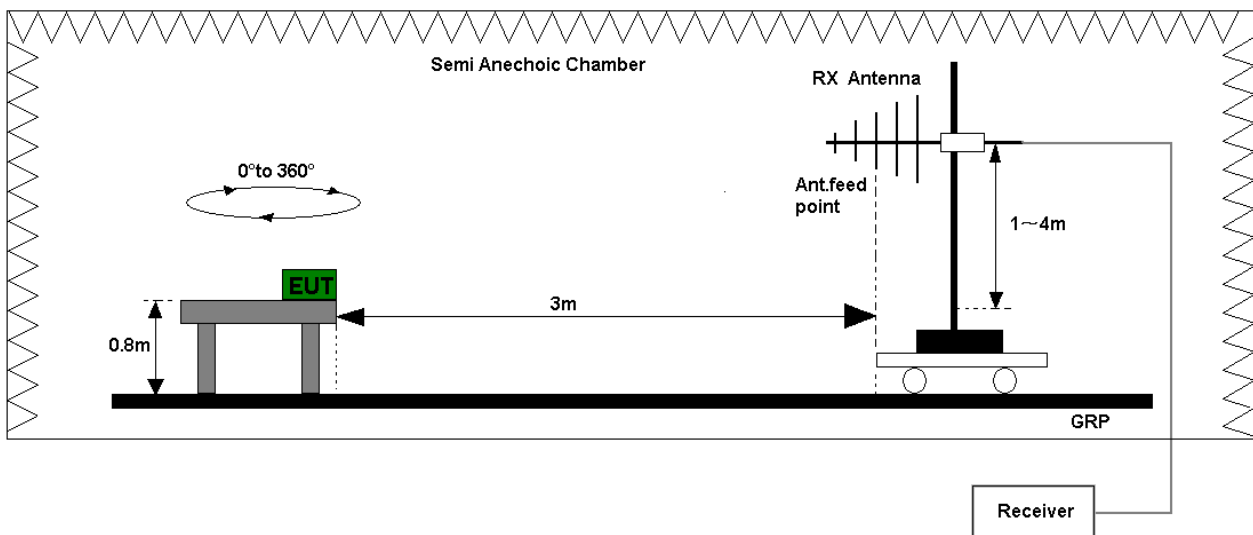 Semi Anechoic Chamber
RX Antenna
0°to 360°
Ant.feed
point
1～4m
EUT
3m
0.8m
GRP
Receiver